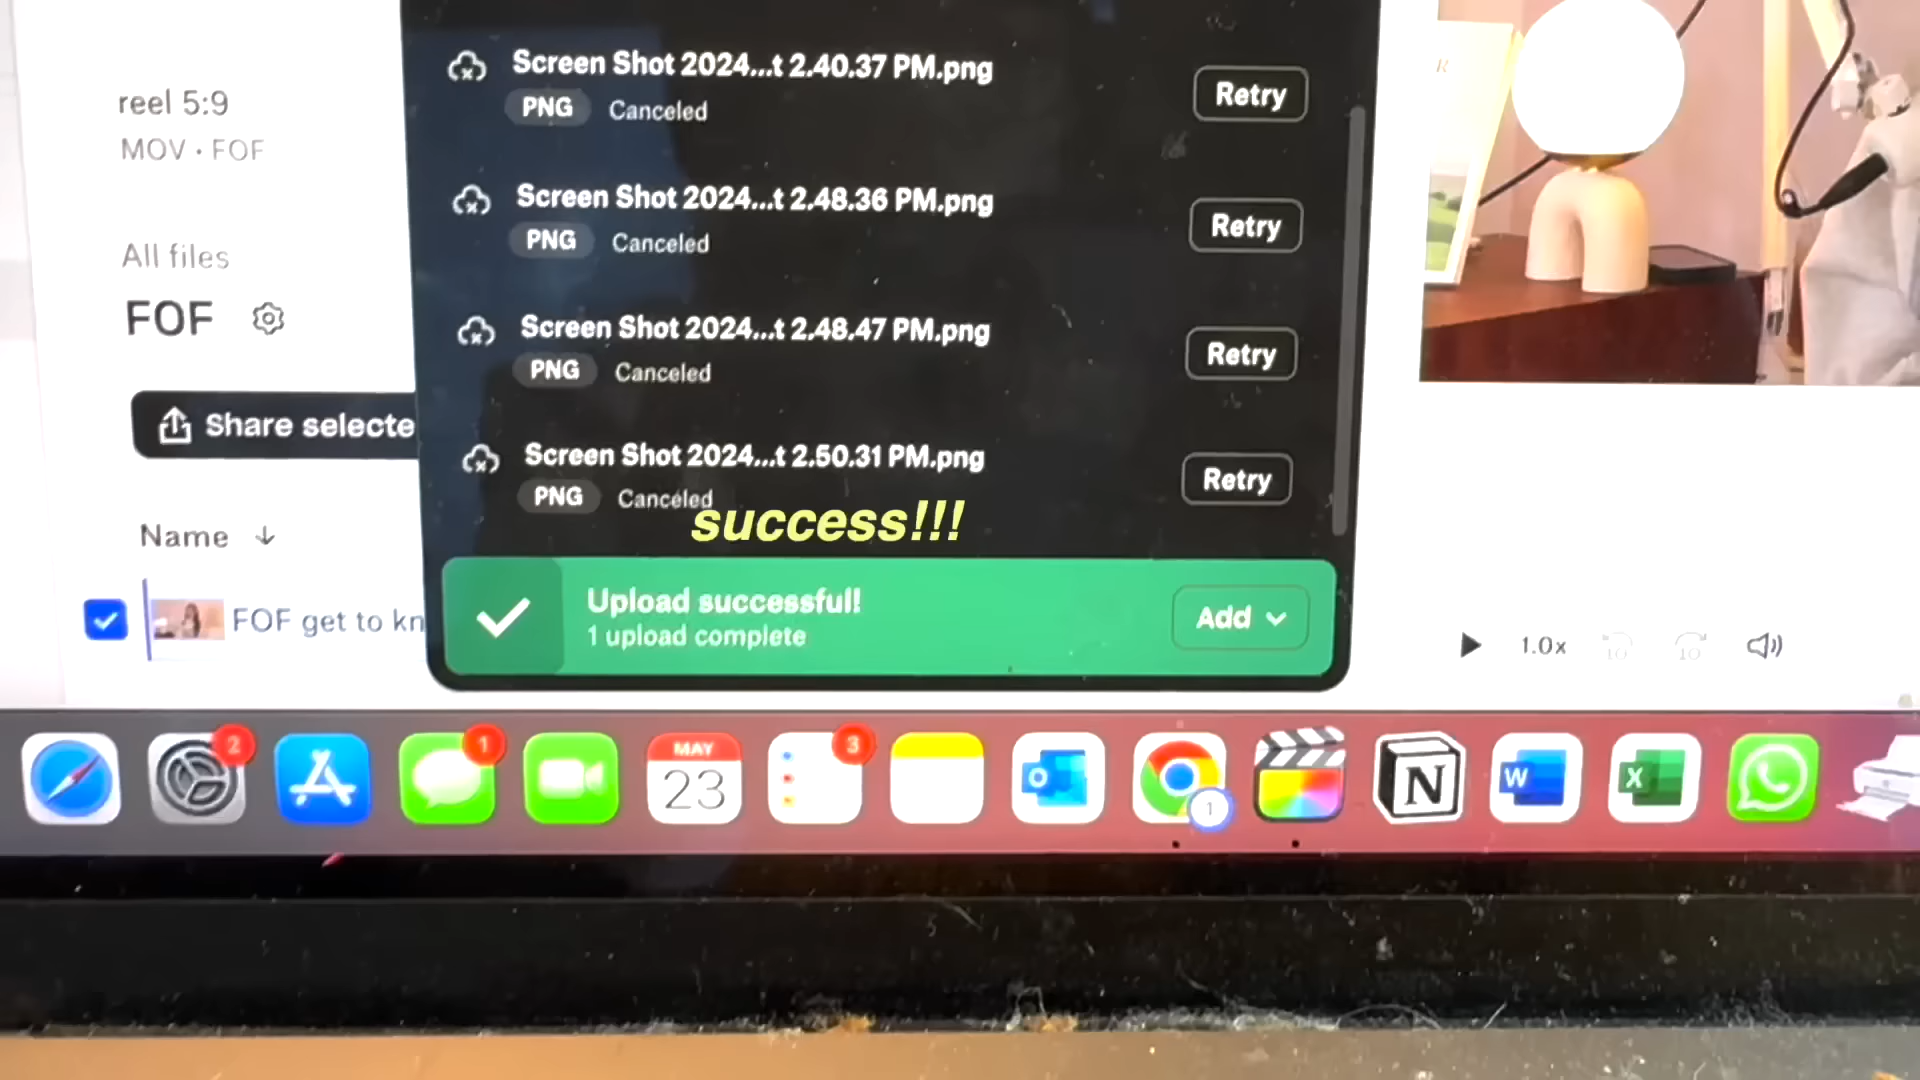 reel 5:9
MOV • FOF
All files
FOF
Share selecte
Name
FOF get to kn
Screen Shot 2024...t 2.40.37 PM.png
PNG Canceled
Retry
Screen Shot 2024...t 2.48.36 PM.png
PNG Canceled
Retry
Screen Shot 2024...t 2.48.47 PM.png
PNG Canceled
Retry
Screen Shot 2024...t 2.50.31 PM.png
PNG Canceled
Retry
success!!!
Upload successful!
1 upload complete
Add
R
1.0x
10
10
2
1
MAY
23
3
O
1
N
W
X